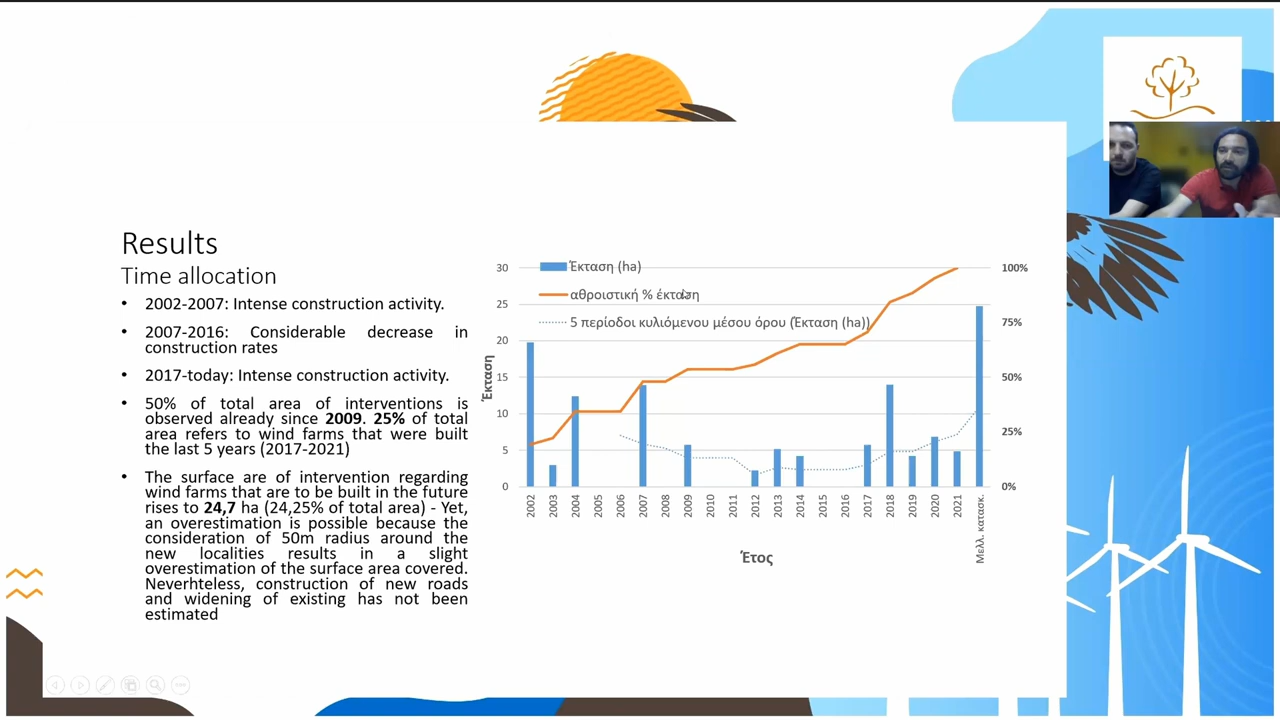 Results
Time allocation
• 2002-2007: Intense construction activity.
• 2007-2016: Considerable decrease in
construction rates
• 2017-today: Intense construction activity.
• 50% of total area of interventions is
observed already since 2009. 25% of total
area refers to wind farms that were built
the last 5 years (2017-2021)
• The surface are of intervention regarding
wind farms that are to be built in the future
rises to 24,7 ha (24,25% of total area) - Yet,
an overestimation is possible because the
consideration of 50m radius around the
new localities results in a slight
overestimation of the surface area covered.
Neverhteless, construction of new roads
and widening of existing has not been
estimated
Έκταση (ha)
αθροιστική % έκταση
5 περίοδοι κυλιόμενου μέσου όρου (Έκταση (ha))
Έκταση
30
25
20
15
10
5
0
100%
75%
50%
25%
0%
2002
2003
2004
2005
2006
2007
2008
2009
2010
2011
2012
2013
2014
2015
2016
2017
2018
2019
2020
2021
Μελλ. κατασκ.
Έτος